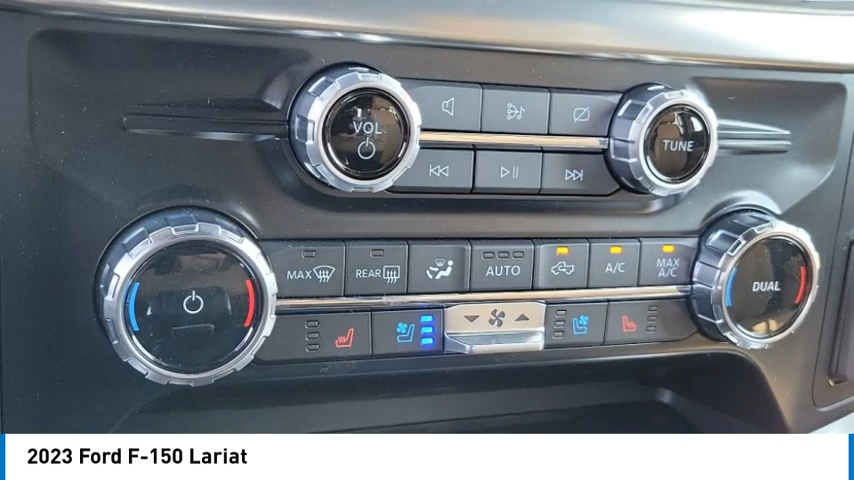 VOL
TUNE
MAX
REAR
AUTO
A/C
MAX
A/C
DUAL
2023 Ford F-150 Lariat